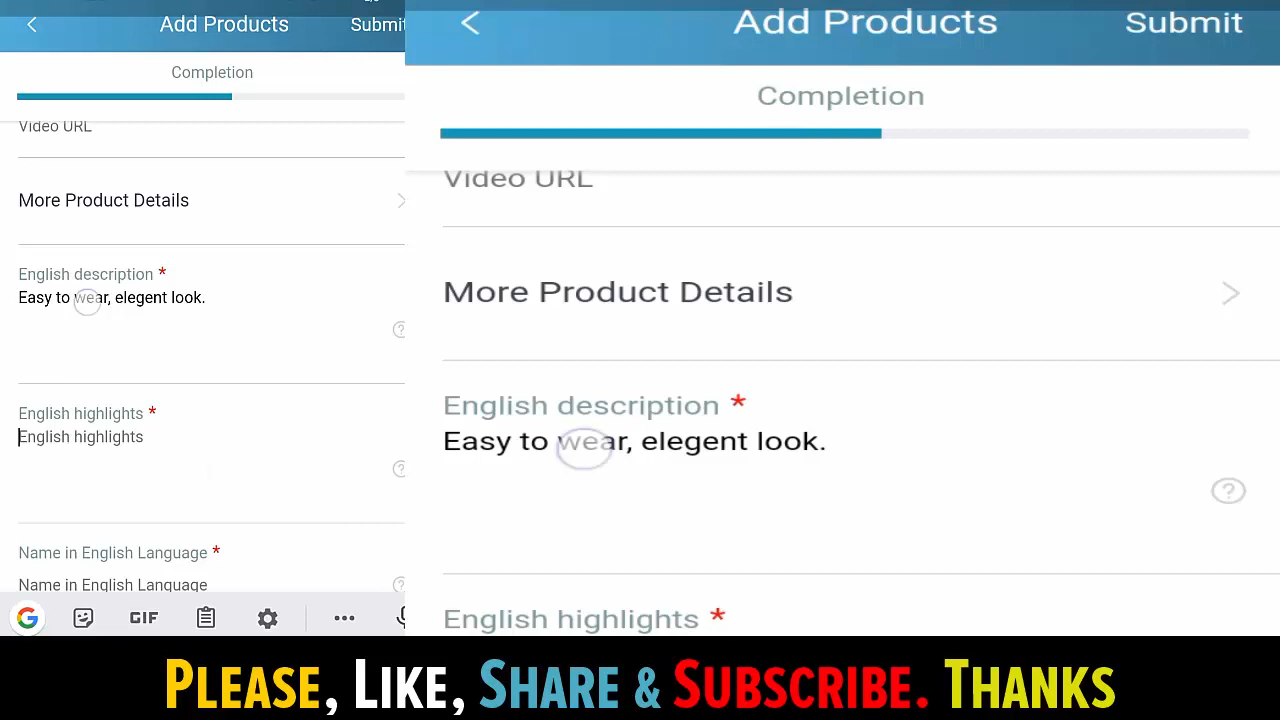 Add Products
Submit
Completion
Video URL
More Product Details
English description *
Easy to wear, elegent look.
English highlights *
English highlights
Name in English Language *
Name in English Language
GIF
Add Products
Submit
Completion
Video URL
More Product Details
English description *
Easy to wear, elegent look.
English highlights *
PLEASE, LIKE, SHARE & SUBSCRIBE. THANKS